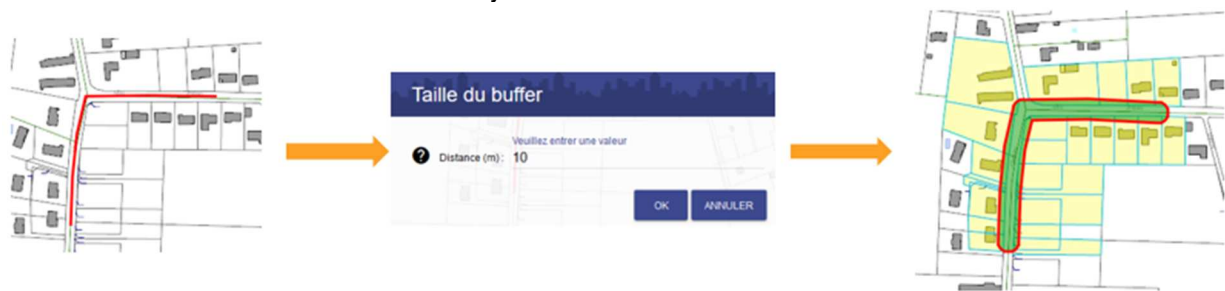 Taille du buffer
Veuillez entrer une valeur
? Distance (m) : 10
OK ANNULER